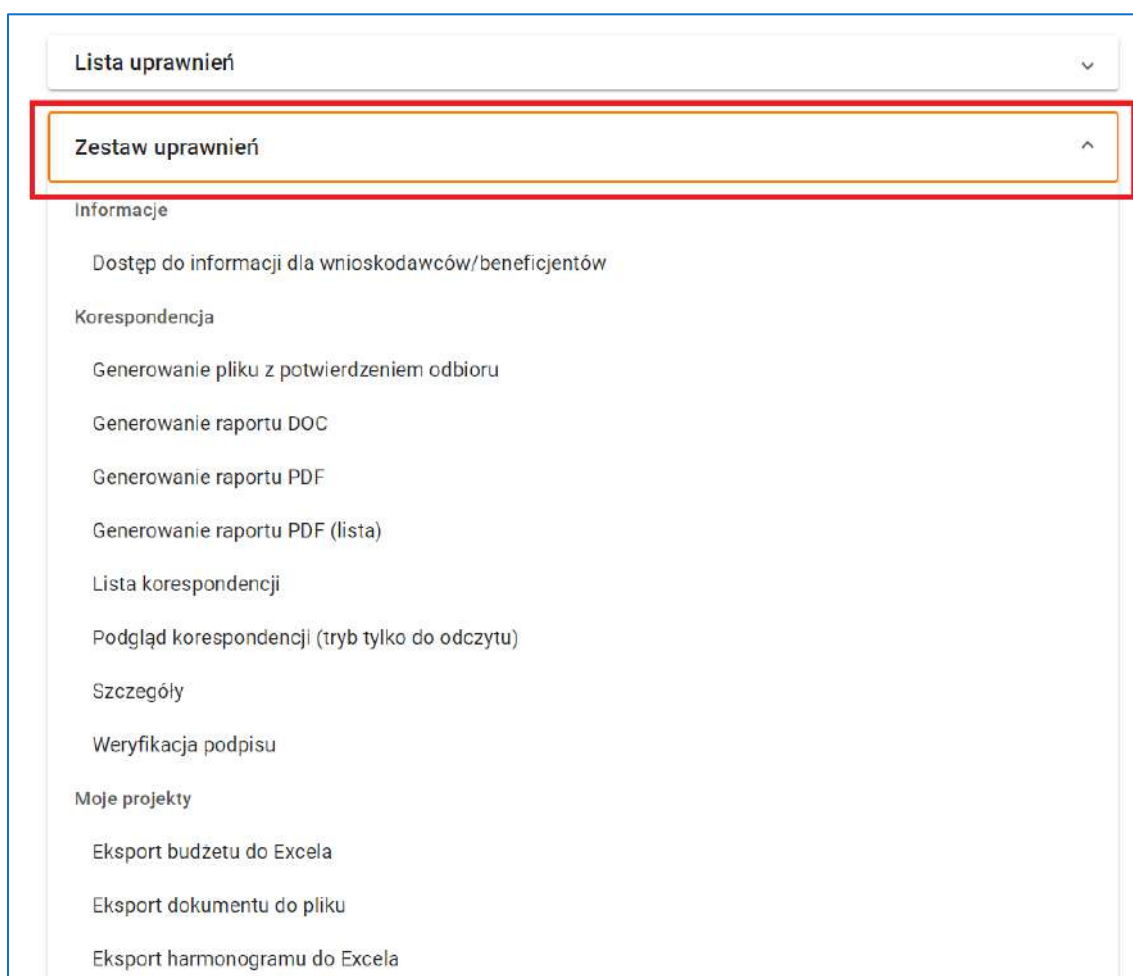 Lista uprawnień
Zestaw uprawnień
Informacje
Dostęp do informacji dla wnioskodawców/beneficjentów
Korespondencja
Generowanie pliku z potwierdzeniem odbioru
Generowanie raportu DOC
Generowanie raportu PDF
Generowanie raportu PDF (lista)
Lista korespondencji
Podgląd korespondencji (tryb tylko do odczytu)
Szczegóły
Weryfikacja podpisu
Moje projekty
Eksport budżetu do Excela
Eksport dokumentu do pliku
Eksport harmonogramu do Excela